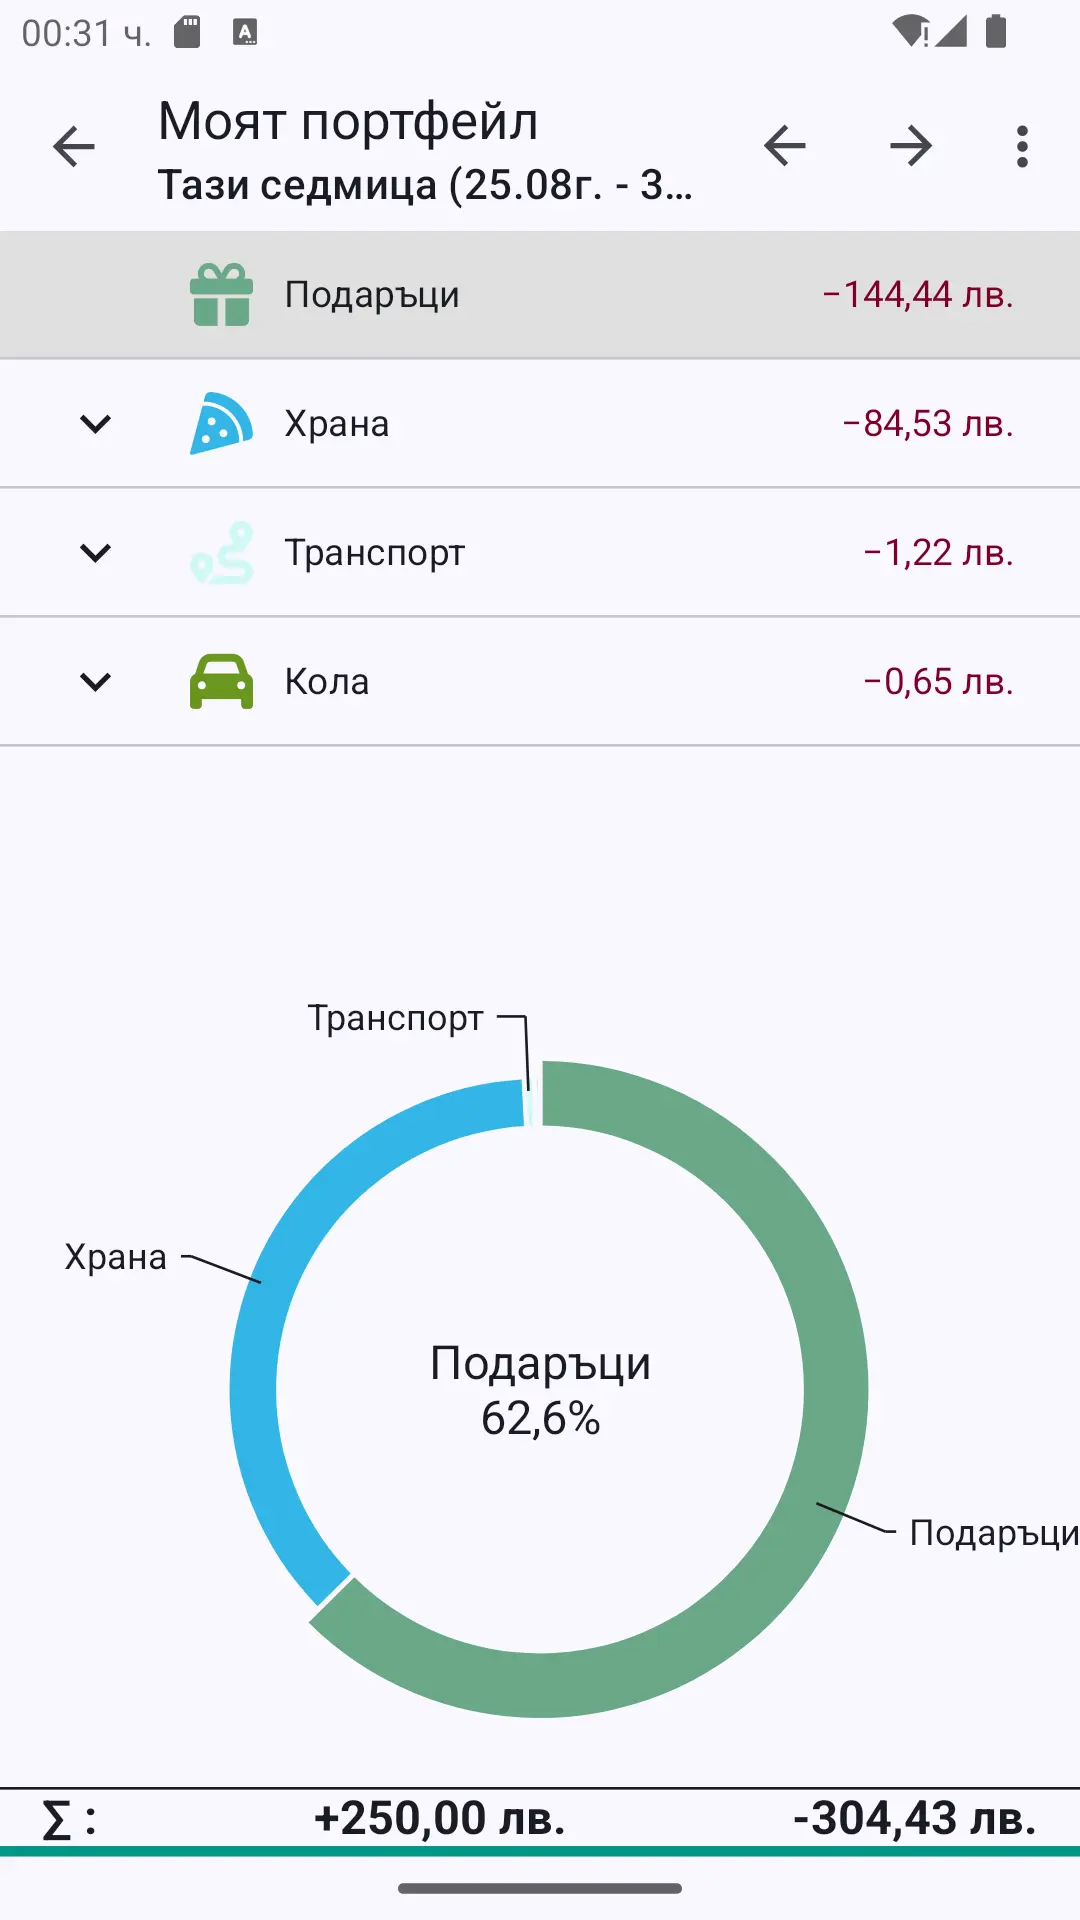 00:31 ч.
Моят портфейл
Тази седмица (25.08г. - 3…
Подаръци −144,44 лв.
Храна −84,53 лв.
Транспорт −1,22 лв.
Кола −0,65 лв.
Транспорт
Храна
Подаръци
62,6%
Подаръци
Σ : +250,00 лв. -304,43 лв.